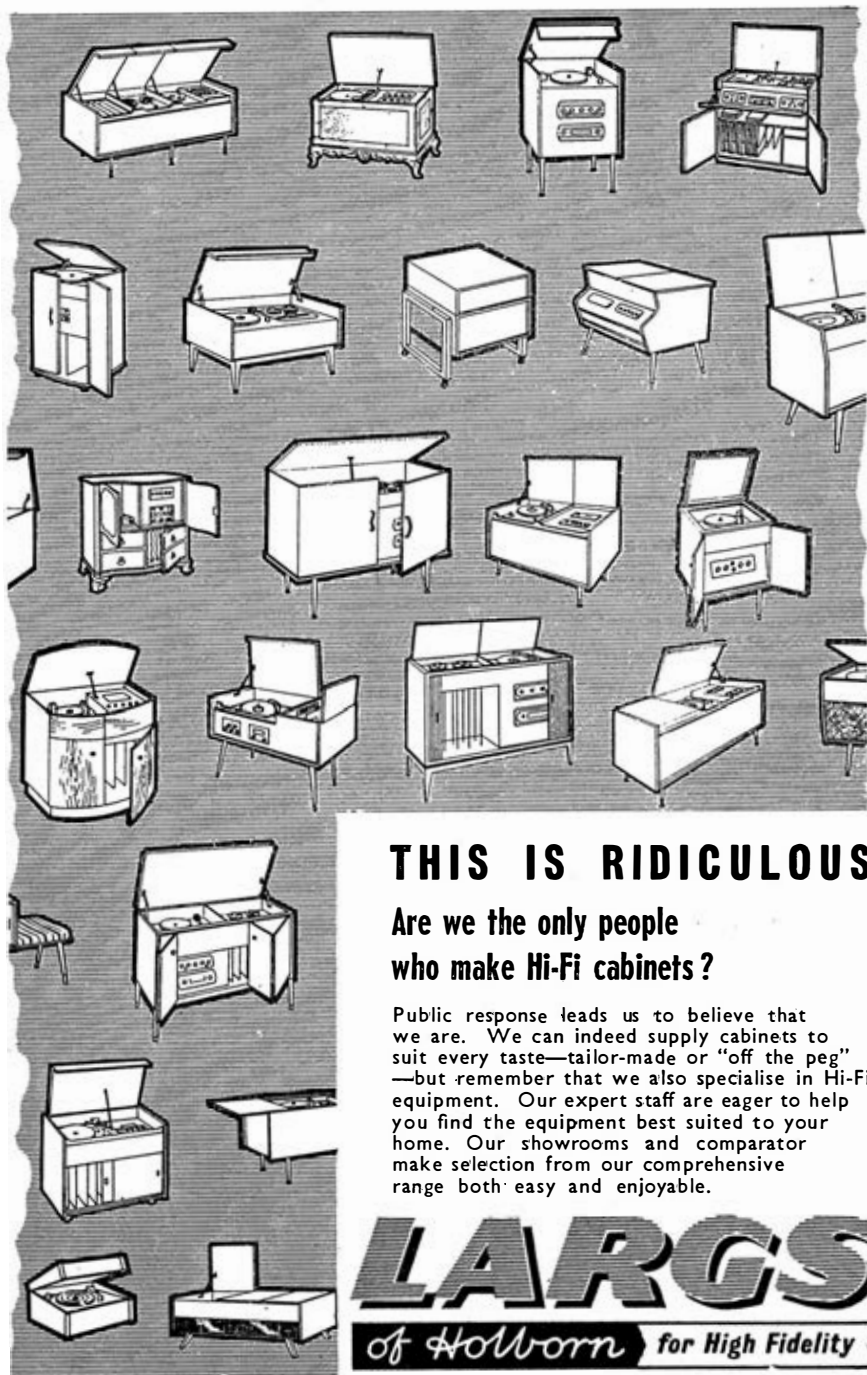 THIS IS RIDICULOUS
Are we the only people
who make Hi-Fi cabinets?
Public response leads us to believe that
we are. We can indeed supply cabinets to
suit every taste—tailor-made or "off the peg"
—but remember that we also specialise in Hi-Fi
equipment. Our expert staff are eager to help
you find the equipment best suited to your
home. Our showrooms and comparator
make selection from our comprehensive
range both easy and enjoyable.
LARGS
of Holborn for High Fidelity